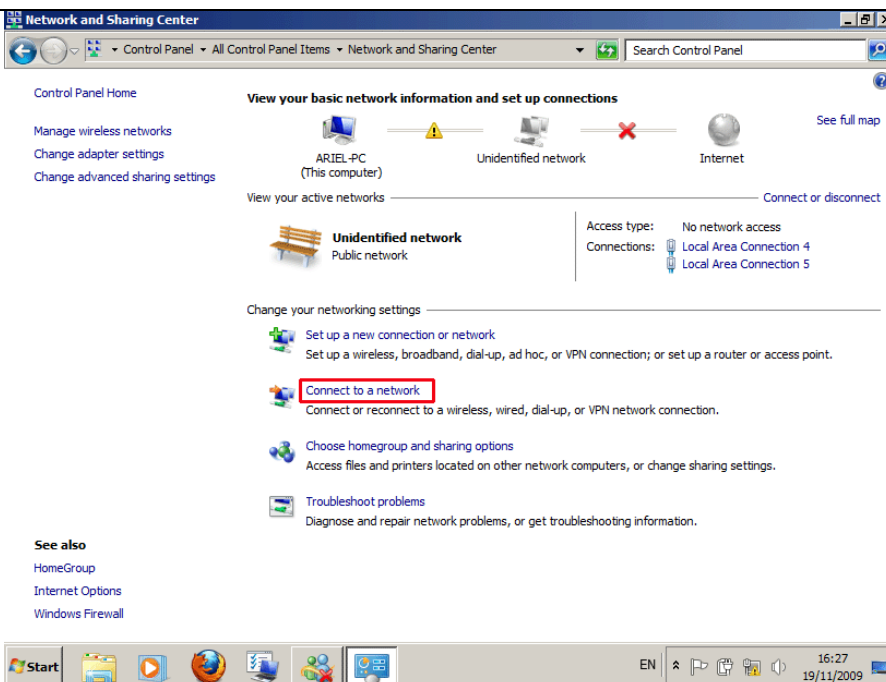 Network and Sharing Center
Control Panel All Control Panel Items Network and Sharing Center
Search Control Panel
Control Panel Home
Manage wireless networks
Change adapter settings
Change advanced sharing settings
View your basic network information and set up connections
See full map
ARIEL-PC
(This computer)
Unidentified network
Internet
View your active networks
Connect or disconnect
Unidentified network
Public network
Access type: No network access
Connections: Local Area Connection 4
Local Area Connection 5
Change your networking settings
Set up a new connection or network
Set up a wireless, broadband, dial-up, ad hoc, or VPN connection; or set up a router or access point.
Connect to a network
Connect or reconnect to a wireless, wired, dial-up, or VPN network connection.
Choose homegroup and sharing options
Access files and printers located on other network computers, or change sharing settings.
Troubleshoot problems
Diagnose and repair network problems, or get troubleshooting information.
See also
HomeGroup
Internet Options
Windows Firewall
Start
EN
16:27
19/11/2009